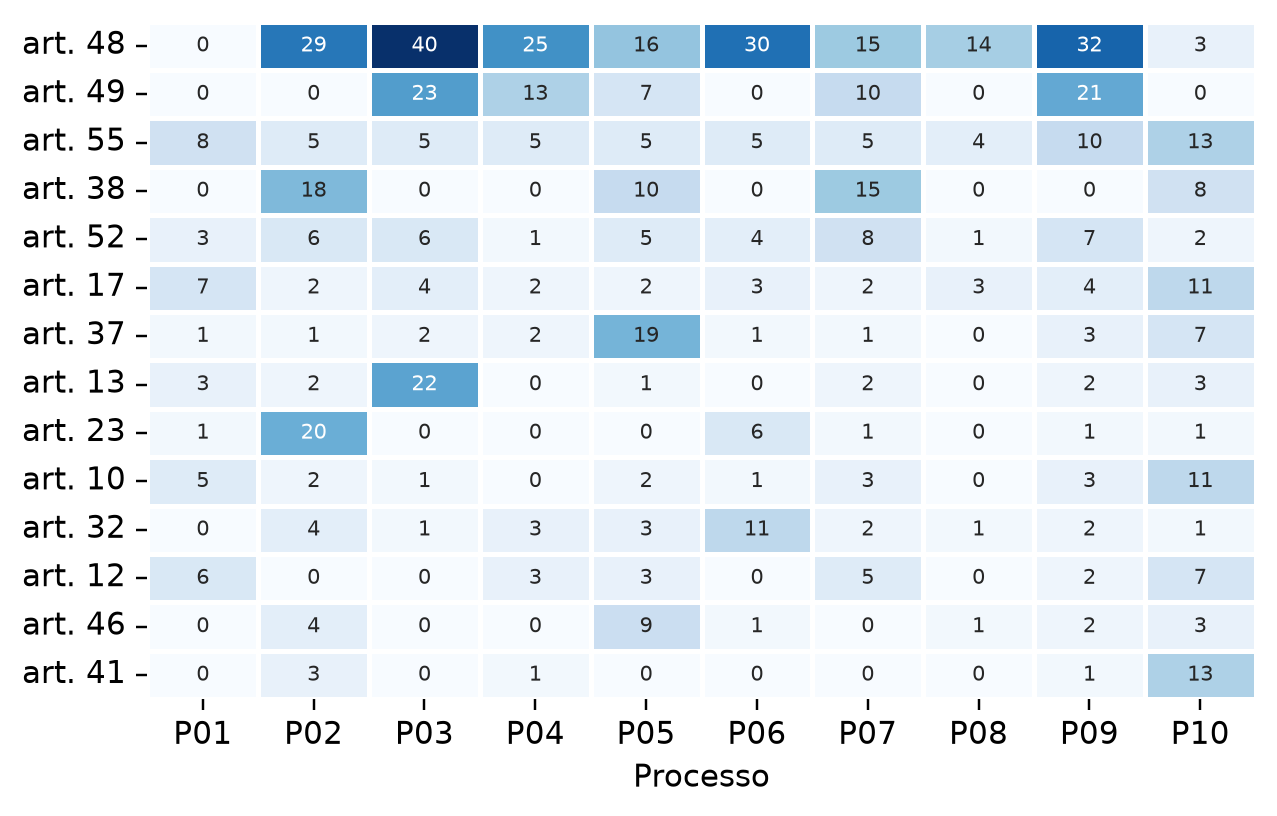 art. 48 0 29 40 25 16 30 15 14 32 3
art. 49 0 0 23 13 7 0 10 0 21 0
art. 55 8 5 5 5 5 5 5 4 10 13
art. 38 0 18 0 0 10 0 15 0 0 8
art. 52 3 6 6 1 5 4 8 1 7 2
art. 17 7 2 4 2 2 3 2 3 4 11
art. 37 1 1 2 2 19 1 1 0 3 7
art. 13 3 2 22 0 1 0 2 0 2 3
art. 23 1 20 0 0 0 6 1 0 1 1
art. 10 5 2 1 0 2 1 3 0 3 11
art. 32 0 4 1 3 3 11 2 1 2 1
art. 12 6 0 0 3 3 0 5 0 2 7
art. 46 0 4 0 0 9 1 0 1 2 3
art. 41 0 3 0 1 0 0 0 0 1 13
P01 P02 P03 P04 P05 P06 P07 P08 P09 P10
Processo